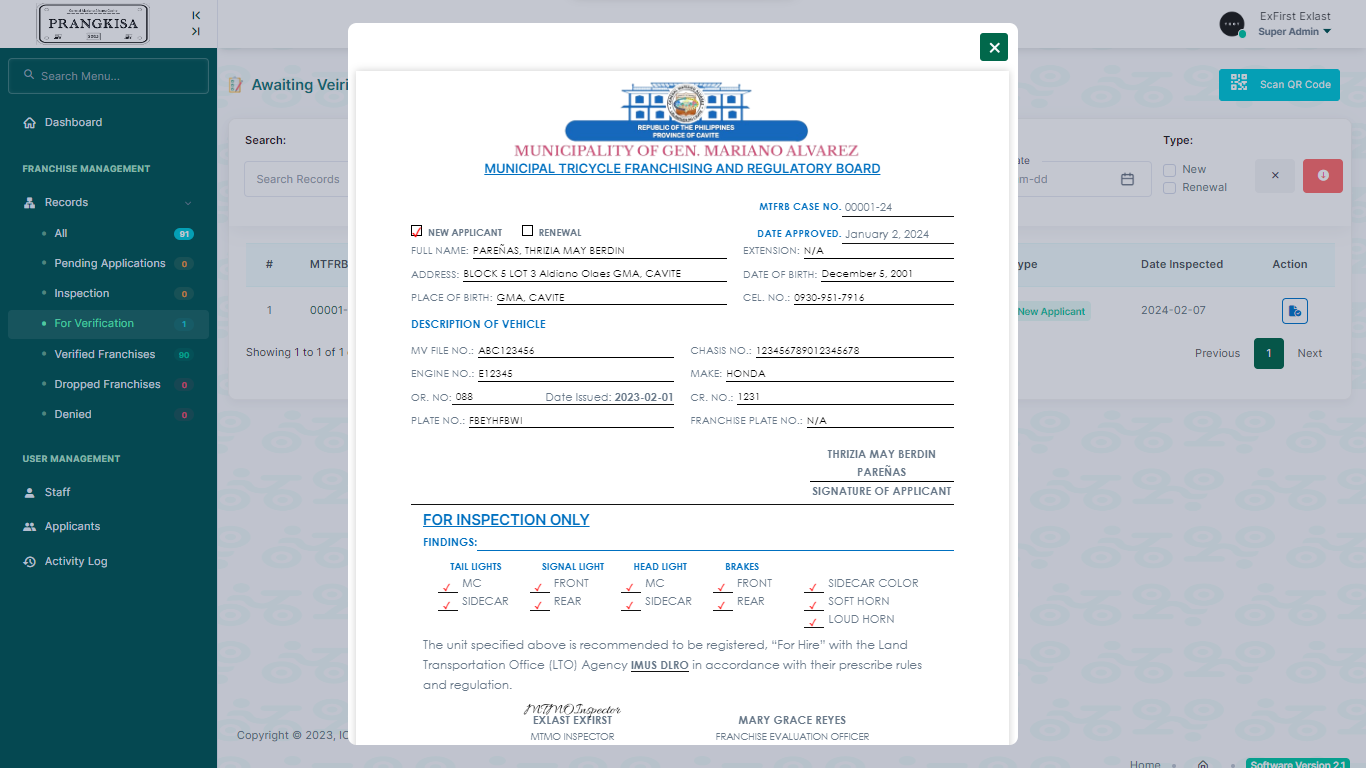 PRANGKISA
ExFirst Exlast
Super Admin
Search Menu...
Dashboard
FRANCHISE MANAGEMENT
Records
All 91
Pending Applications 0
Inspection 0
For Verification 1
Verified Franchises 90
Dropped Franchises 0
Denied 0
USER MANAGEMENT
Staff
Applicants
Activity Log
Awaiting Veiri
Scan QR Code
Search:
Search Records
ate
m-dd
Type:
New
Renewal
# MTFRB ype Date Inspected Action
1 00001- New Applicant 2024-02-07
Showing 1 to 1 of 1
Previous 1 Next
Copyright © 2023, IC
Home
Software Version 2.1
REPUBLIC OF THE PHILIPPINES
PROVINCE OF CAVITE
MUNICIPALITY OF GEN. MARIANO ALVAREZ
MUNICIPAL TRICYCLE FRANCHISING AND REGULATORY BOARD
MTFRB CASE NO. 00001-24
NEW APPLICANT RENEWAL DATE APPROVED. January 2, 2024
FULL NAME: PAREÑAS, THRIZIA MAY BERDIN EXTENSION: N/A
ADDRESS: BLOCK 5 LOT 3 Aldiano Olaes GMA, CAVITE DATE OF BIRTH: December 5, 2001
PLACE OF BIRTH: GMA, CAVITE CEL. NO.: 0930-951-7916
DESCRIPTION OF VEHICLE
MV FILE NO.: ABC123456 CHASIS NO.: 123456789012345678
ENGINE NO.: E12345 MAKE: HONDA
OR. NO: 088 Date Issued: 2023-02-01 CR. NO.: 1231
PLATE NO.: FBEYHFBWI FRANCHISE PLATE NO.: N/A
THRIZIA MAY BERDIN
PAREÑAS
SIGNATURE OF APPLICANT
FOR INSPECTION ONLY
FINDINGS:
TAIL LIGHTS SIGNAL LIGHT HEAD LIGHT BRAKES
MC FRONT MC FRONT SIDECAR COLOR
SIDECAR REAR SIDECAR REAR SOFT HORN
LOUD HORN
The unit specified above is recommended to be registered, “For Hire” with the Land
Transportation Office (LTO) Agency IMUS DLRO in accordance with their prescribe rules
and regulation.
MTMO Inspector
EXLAST EXFIRST MARY GRACE REYES
MTMO INSPECTOR FRANCHISE EVALUATION OFFICER